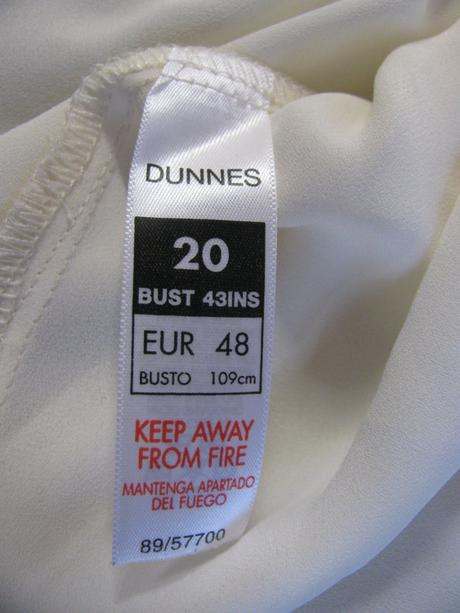 DUNNES
20
BUST 43INS
EUR 48
BUSTO 109cm
KEEP AWAY
FROM FIRE
MANTENGA APARTADO
DEL FUEGO
89/57700